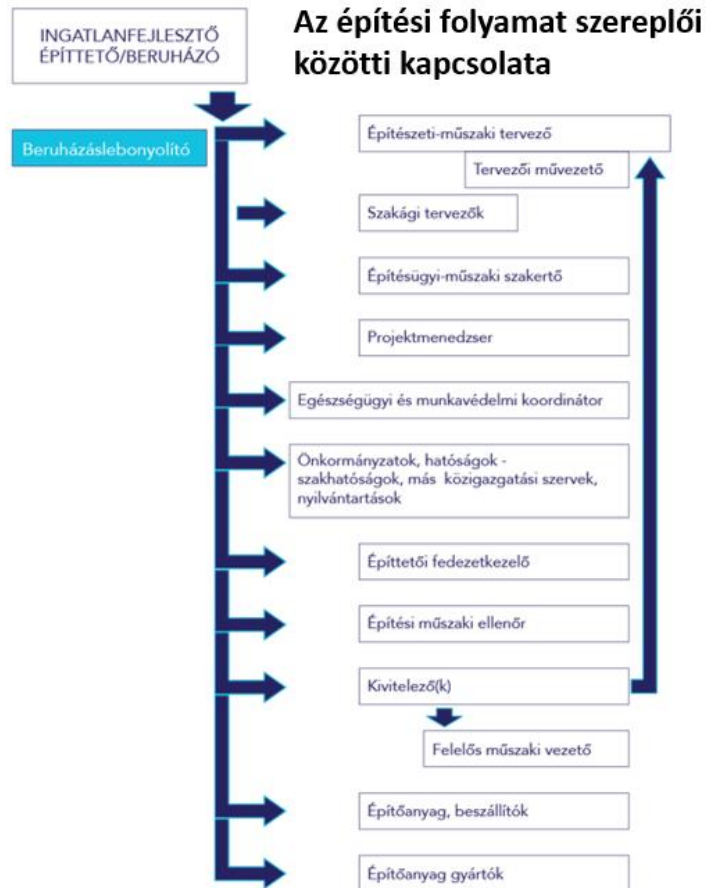 Az építési folyamat szereplői
közötti kapcsolata
INGATLANFEJLESZTŐ
ÉPÍTTETŐ/BERUHÁZÓ
Beruházáslebonyolító
Építészeti-műszaki tervező
Tervezői művezető
Szakági tervezők
Építésügyi-műszaki szakertő
Projektmenedzser
Egészségügyi és munkavédelmi koordinátor
Önkormányzatok, hatóságok -
szakhatóságok, más közigazgatási szervek,
nyilvántartások
Építtetői fedezetkezelő
Építési műszaki ellenőr
Kivitelező(k)
Felelős műszaki vezető
Építőanyag, beszállítók
Építőanyag gyártók